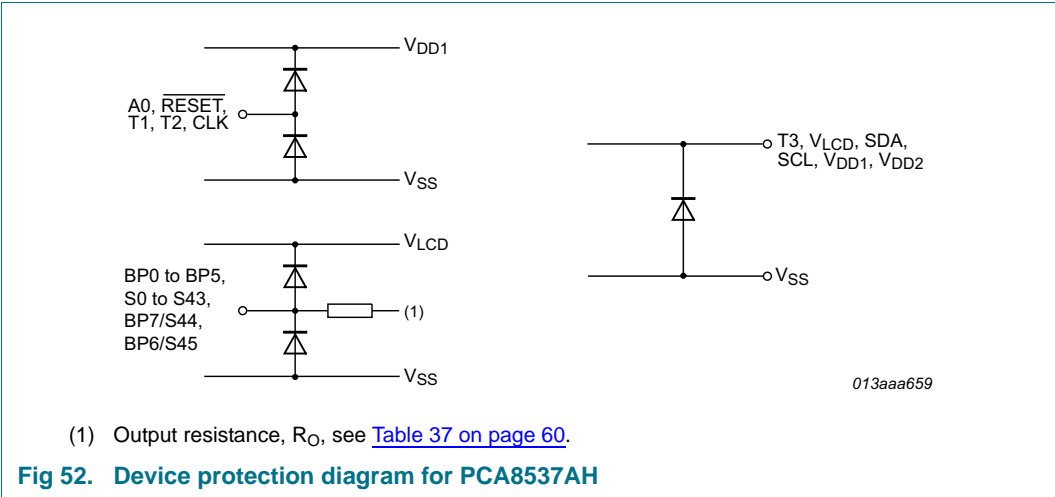 VDD1
A0, RESET,
T1, T2, CLK
VSS
VLCD
BP0 to BP5,
S0 to S43,
BP7/S44,
BP6/S45
(1)
VSS
T3, VLCD, SDA,
SCL, VDD1, VDD2
VSS
013aaa659
(1) Output resistance, RO, see Table 37 on page 60.
Fig 52. Device protection diagram for PCA8537AH